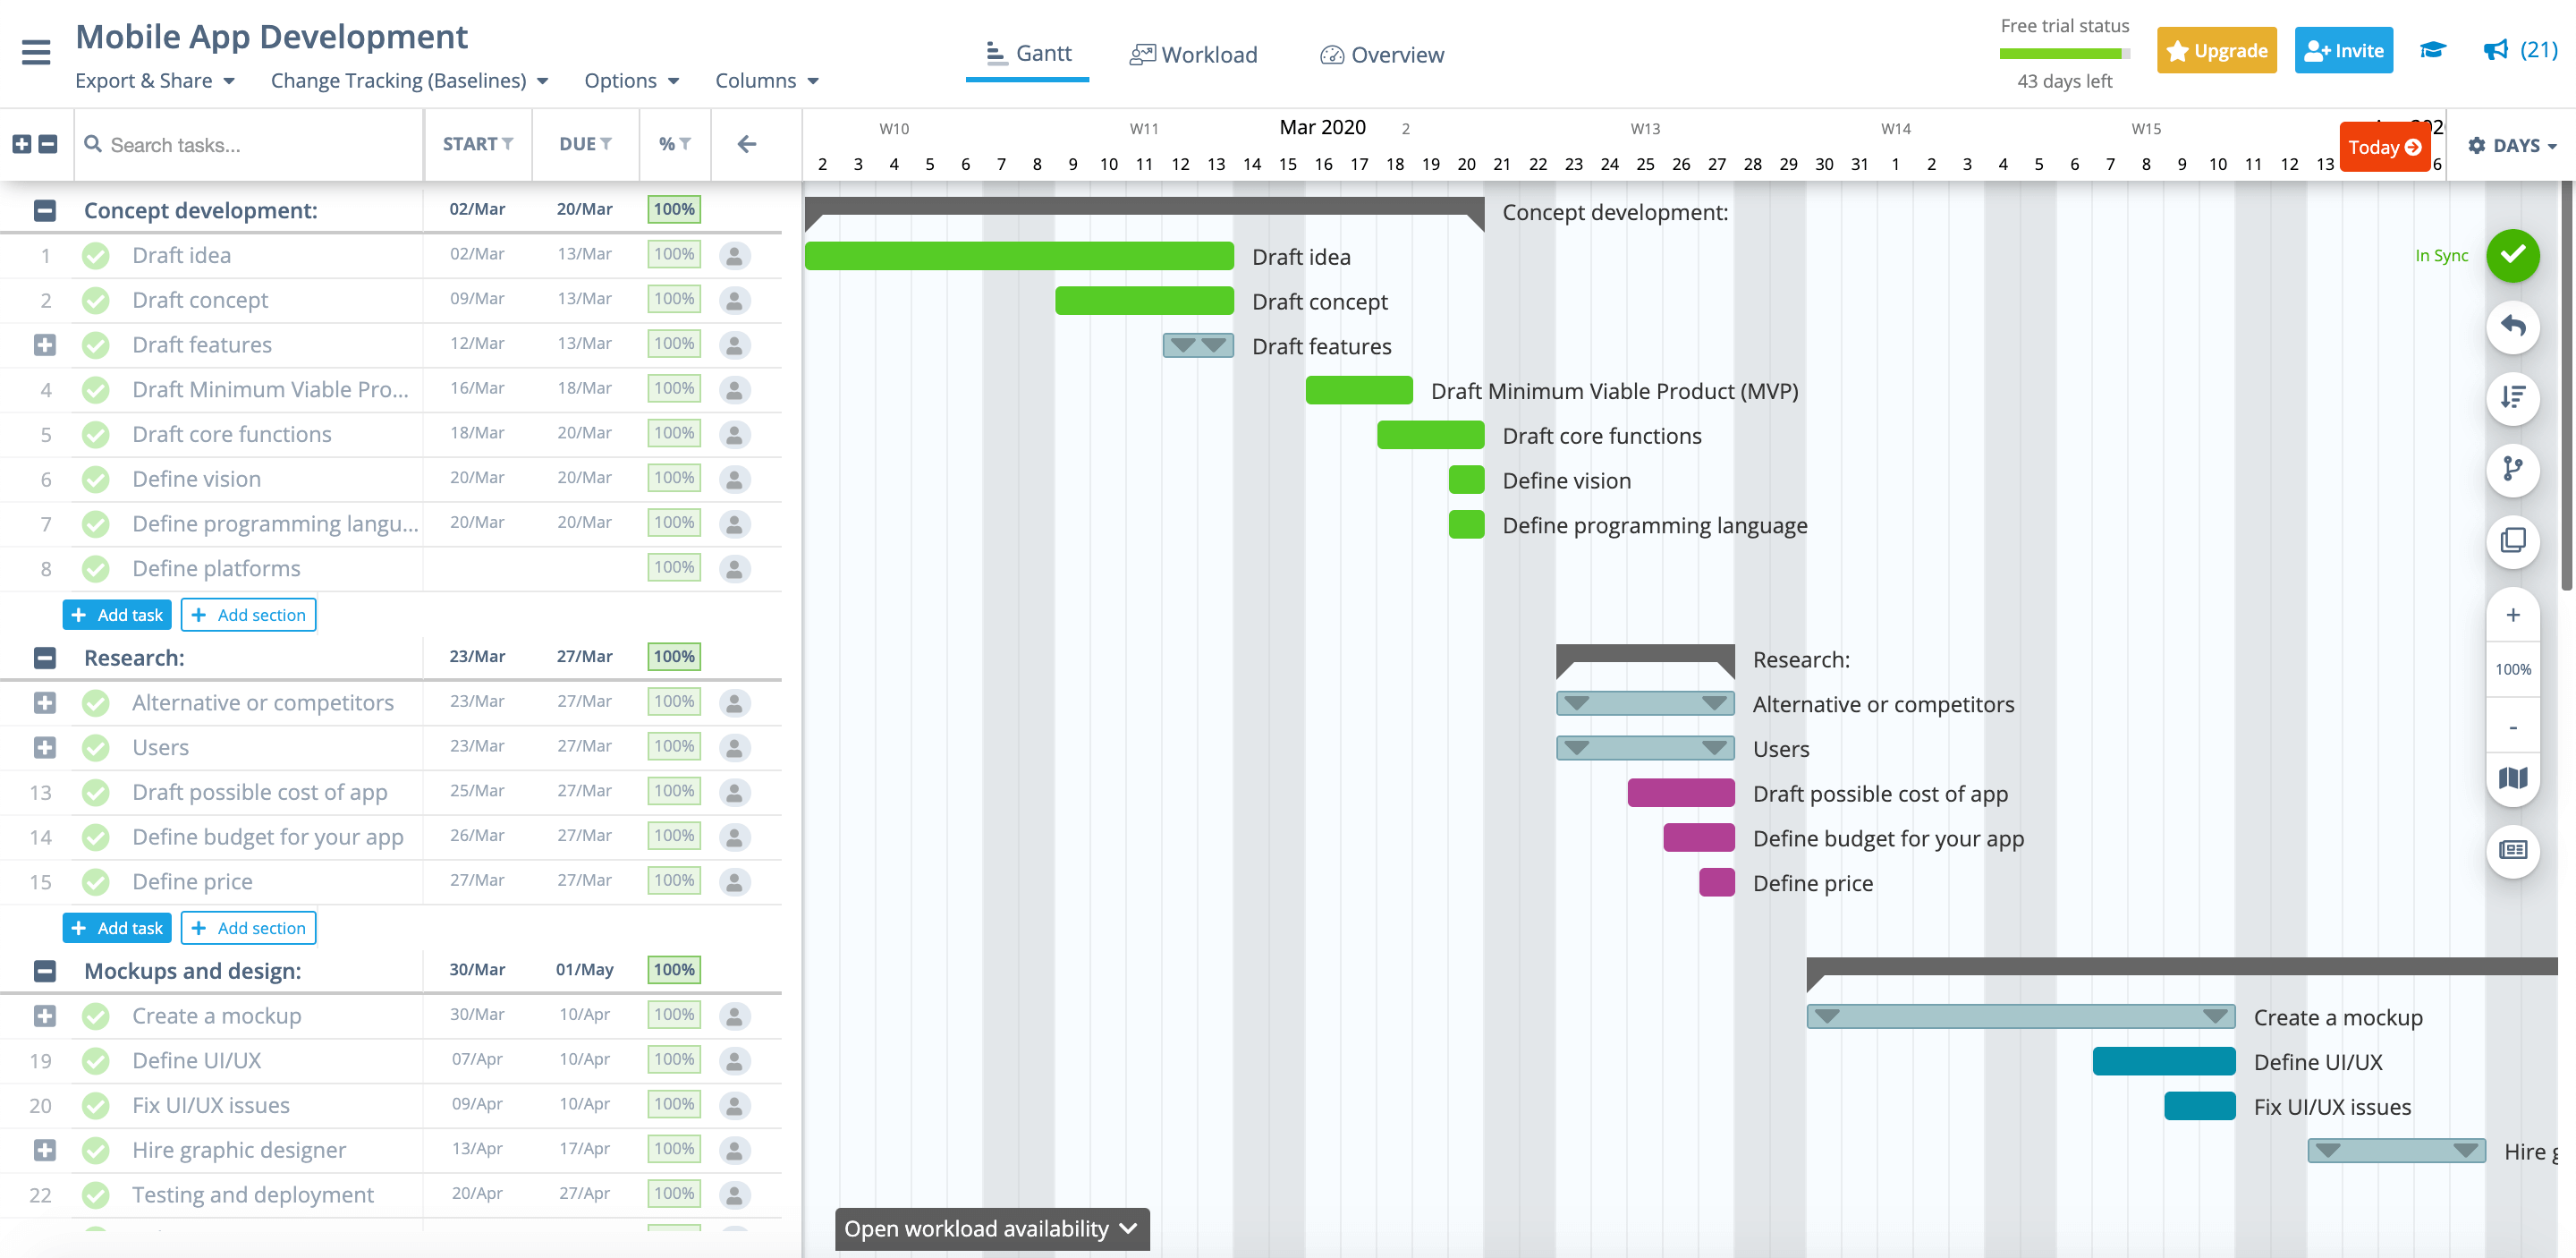 Mobile App Development
Export & Share Change Tracking (Baselines) Options Columns
Gantt Workload Overview
Free trial status
43 days left
Upgrade Invite (21)
Search tasks... START DUE %
W10 W11 Mar 2020 2 W13 W14 W15
2 3 4 5 6 7 8 9 10 11 12 13 14 15 16 17 18 19 20 21 22 23 24 25 26 27 28 29 30 31 1 2 3 4 5 6 7 8 9 10 11 12 13 6
Today DAYS
Concept development: 02/Mar 20/Mar 100% Concept development:
1 Draft idea 02/Mar 13/Mar 100% Draft idea
In Sync
2 Draft concept 09/Mar 13/Mar 100% Draft concept
Draft features 12/Mar 13/Mar 100% Draft features
4 Draft Minimum Viable Pro... 16/Mar 18/Mar 100% Draft Minimum Viable Product (MVP)
5 Draft core functions 18/Mar 20/Mar 100% Draft core functions
6 Define vision 20/Mar 20/Mar 100% Define vision
7 Define programming langu... 20/Mar 20/Mar 100% Define programming language
8 Define platforms 100%
+ Add task + Add section
Research: 23/Mar 27/Mar 100% Research:
+
100%
-
Alternative or competitors 23/Mar 27/Mar 100% Alternative or competitors
Users 23/Mar 27/Mar 100% Users
13 Draft possible cost of app 25/Mar 27/Mar 100% Draft possible cost of app
14 Define budget for your app 26/Mar 27/Mar 100% Define budget for your app
15 Define price 27/Mar 27/Mar 100% Define price
+ Add task + Add section
Mockups and design: 30/Mar 01/May 100%
Create a mockup 30/Mar 10/Apr 100% Create a mockup
19 Define UI/UX 07/Apr 10/Apr 100% Define UI/UX
20 Fix UI/UX issues 09/Apr 10/Apr 100% Fix UI/UX issues
Hire graphic designer 13/Apr 17/Apr 100% Hire
22 Testing and deployment 20/Apr 27/Apr 100%
Open workload availability